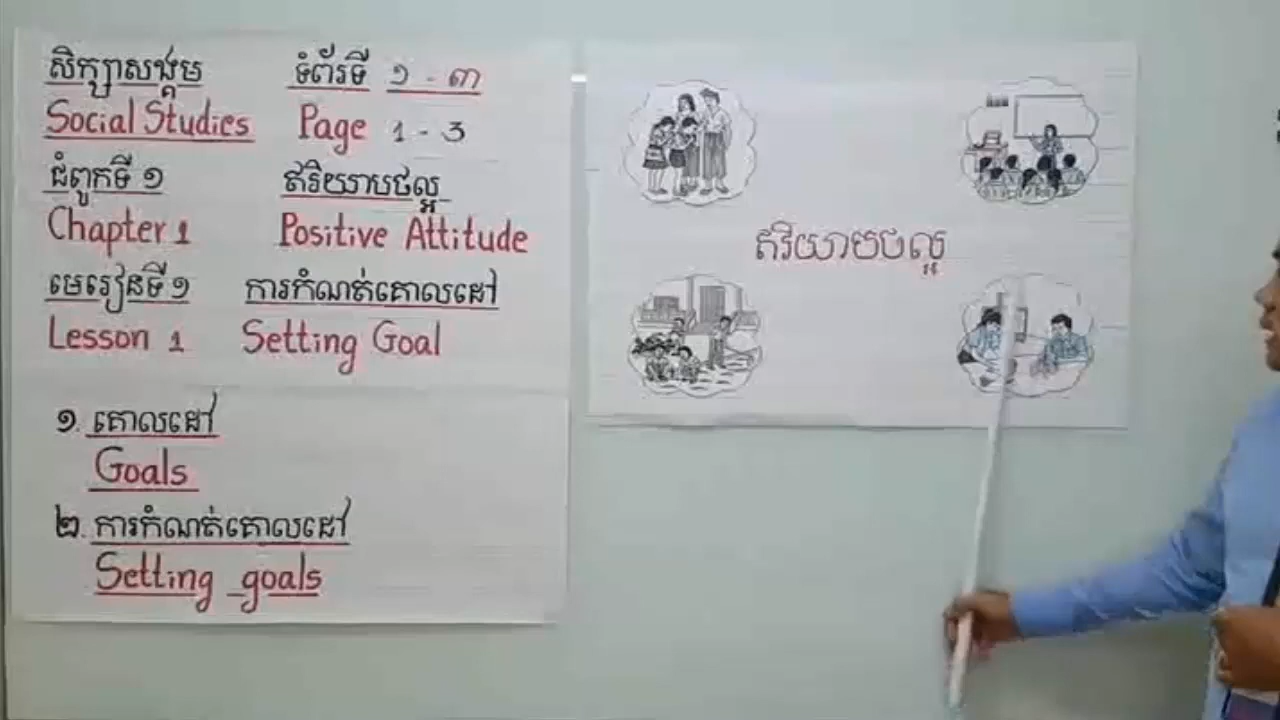 សិក្សាសង្គម ទំព័រទី ១ - ៣
Social Studies Page 1 - 3
ជំពូកទី ១ ឥរិយាបថល្អ
Chapter 1 Positive Attitude
មេរៀនទី ១ ការកំណត់គោលដៅ
Lesson 1 Setting Goal
១. គោលដៅ
Goals
២. ការកំណត់គោលដៅ
Setting goals
ឥរិយាបថល្អ